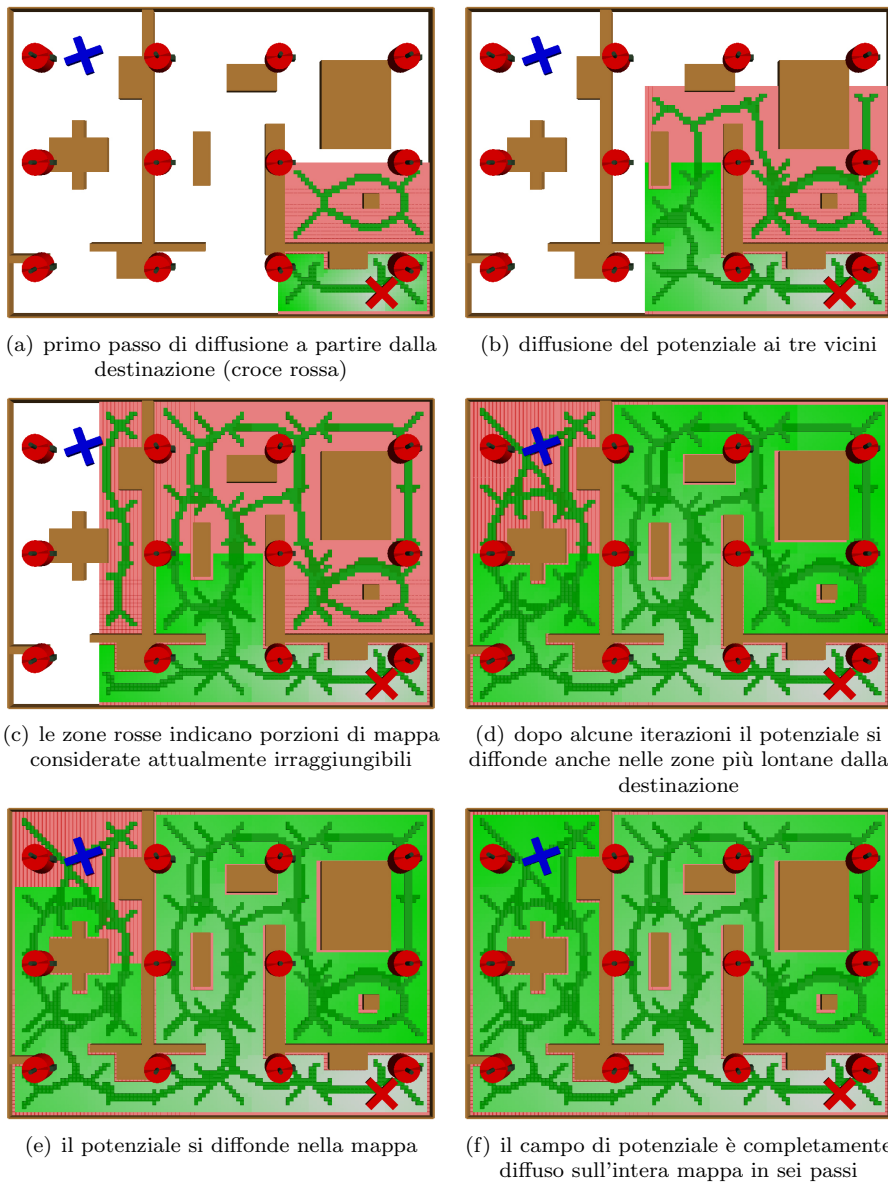 (a) primo passo di diffusione a partire dalla
destinazione (croce rossa)
(b) diffusione del potenziale ai tre vicini
(c) le zone rosse indicano porzioni di mappa
considerate attualmente irraggiungibili
(d) dopo alcune iterazioni il potenziale si
diffonde anche nelle zone più lontane dalla
destinazione
(e) il potenziale si diffonde nella mappa
(f) il campo di potenziale è completamente
diffuso sull'intera mappa in sei passi